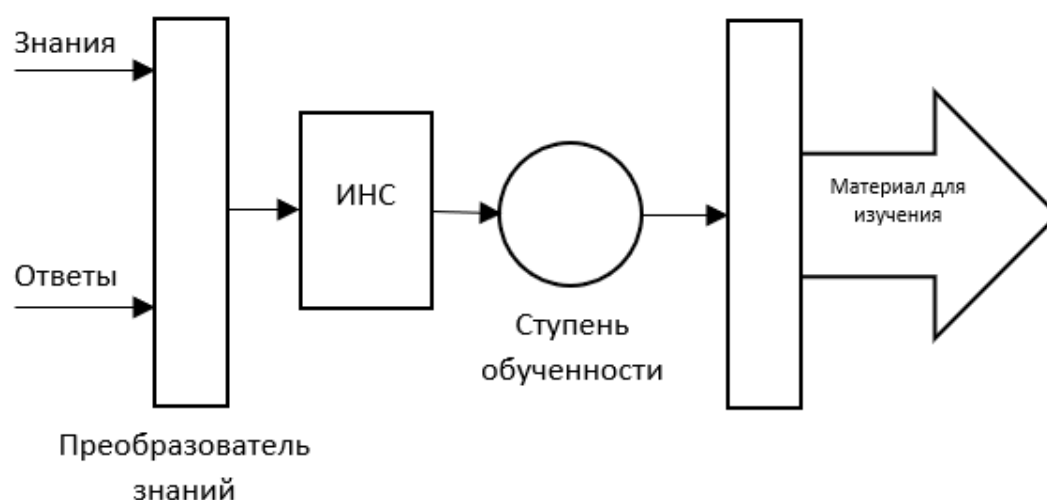 Знания
Ответы
Преобразователь
знаний
ИНС
Ступень
обученности
Материал для
изучения